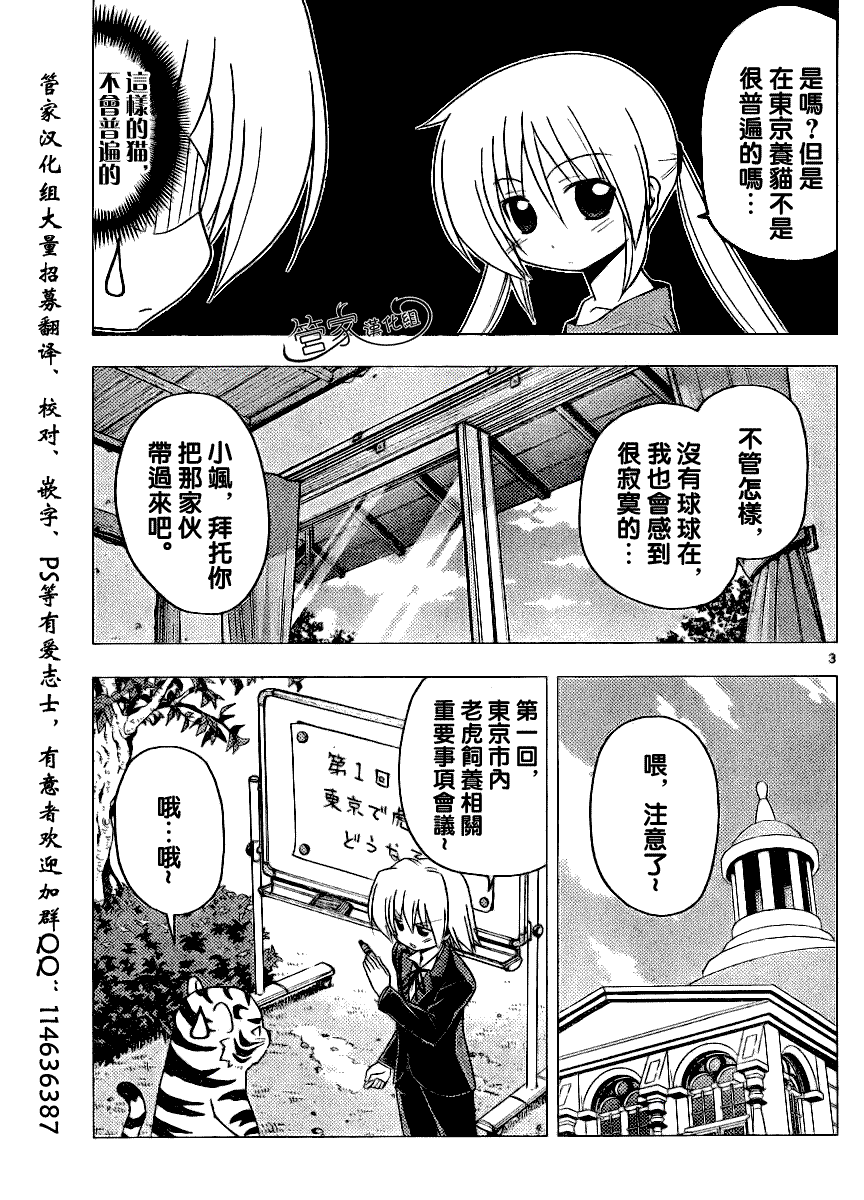 是嗎?但是
在東京養貓不是
很普遍的嗎…
這樣的猫，
不會普遍的
管家漢化組
不管怎樣，
沒有球球在，
我也會感到
很寂寞的…
小颯，拜托你
把那家伙
帶過來吧。
3
喂，注意了~
第一回，
東京市內
老虎飼養相關
重要事項會議~
第1回
東京で虎
どうやっ
哦…哦~
管家汉化组大量招募翻译、校对、嵌字、PS等有爱志士，有意者欢迎加群QQ：114636387